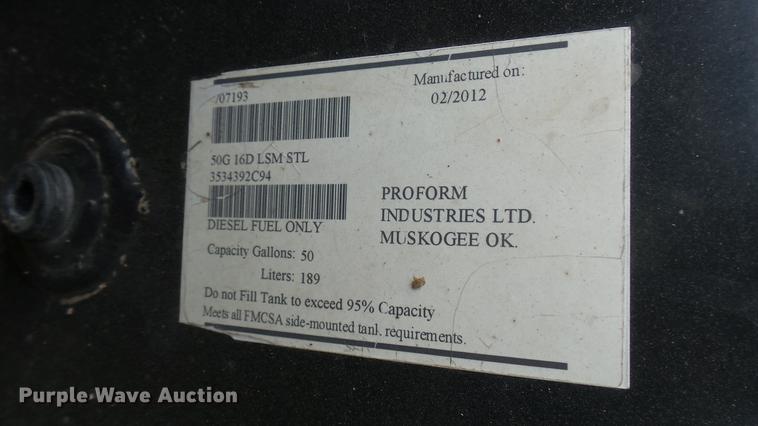 /07193
Manufactured on:
02/2012
50G 16D LSM STL
3534392C94
DIESEL FUEL ONLY
Capacity Gallons: 50
Liters: 189
PROFORM
INDUSTRIES LTD.
MUSKOGEE OK.
Do not Fill Tank to exceed 95% Capacity
Meets all FMCSA side-mounted tank requirements.
Purple Wave Auction